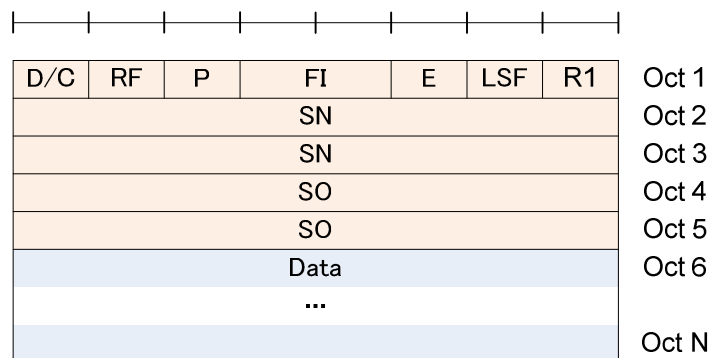 D/C RF P FI E LSF R1 Oct 1
SN Oct 2
SN Oct 3
SO Oct 4
SO Oct 5
Data Oct 6
...
Oct N